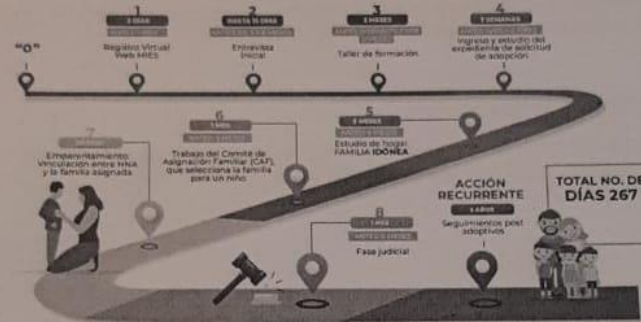 "0"
1
3 DÍAS
Registro Virtual
Web MIES
2
HASTA 15 DÍAS
Entrevista
Inicial
3
2 MESES
Taller de formación
4
7 SEMANAS
Ingreso y estudio del
expediente de solicitud
de adopción
5
2 MESES
Estudio de hogar
FAMILIA IDÓNEA
6
1 MES
Trabajo del Comité de
Asignación Familiar (CAF),
que selecciona la familia
para un niño
7
Emparentamiento
Vinculación entre NNA
y la familia asignada
8
1 MES
Fase judicial
ACCIÓN
RECURRENTE
Seguimientos post
adoptivos
TOTAL NO. DE
DÍAS 267